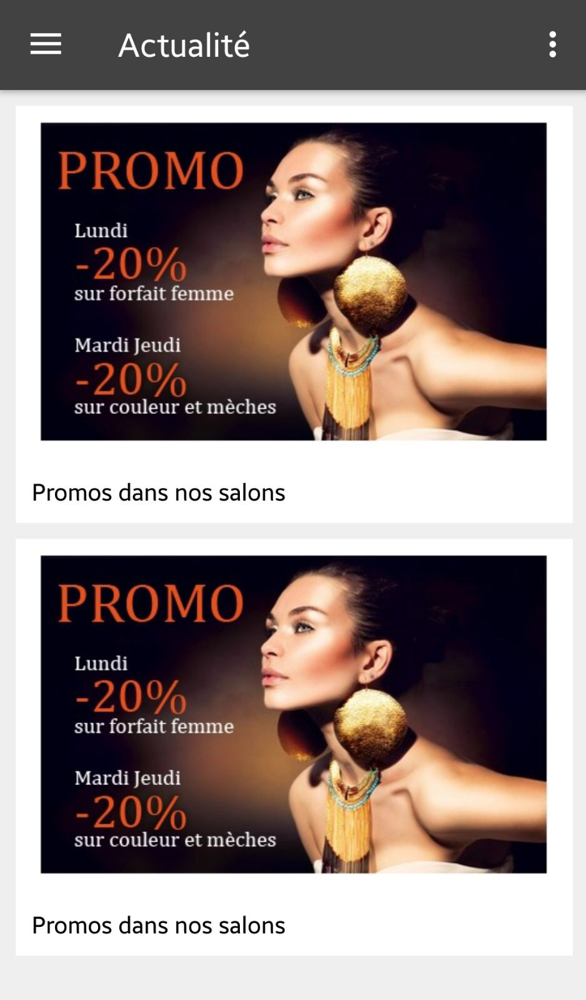 Actualité
PROMO
Lundi
-20%
sur forfait femme
Mardi Jeudi
-20%
sur couleur et mèches
Promos dans nos salons
PROMO
Lundi
-20%
sur forfait femme
Mardi Jeudi
-20%
sur couleur et mèches
Promos dans nos salons